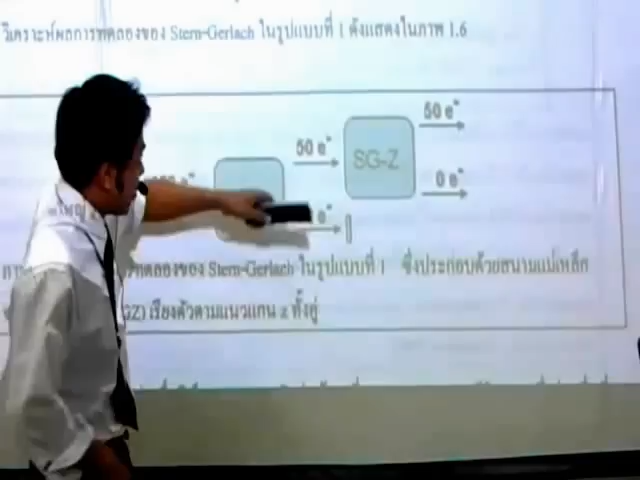 วิเคราะห์ผลการทดลองของ Stern-Gerlach ในรูปแบบที่ 1 ดังแสดงในภาพ 1.6
50 e⁻
50 e⁻
SG-Z
0 e⁻
e⁻
e⁻
การทดลองของ Stern-Gerlach ในรูปแบบที่ 1 ซึ่งประกอบด้วยสนามแม่เหล็ก
GZ) เรียงตัวตามแนวแกน z ทั้งคู่